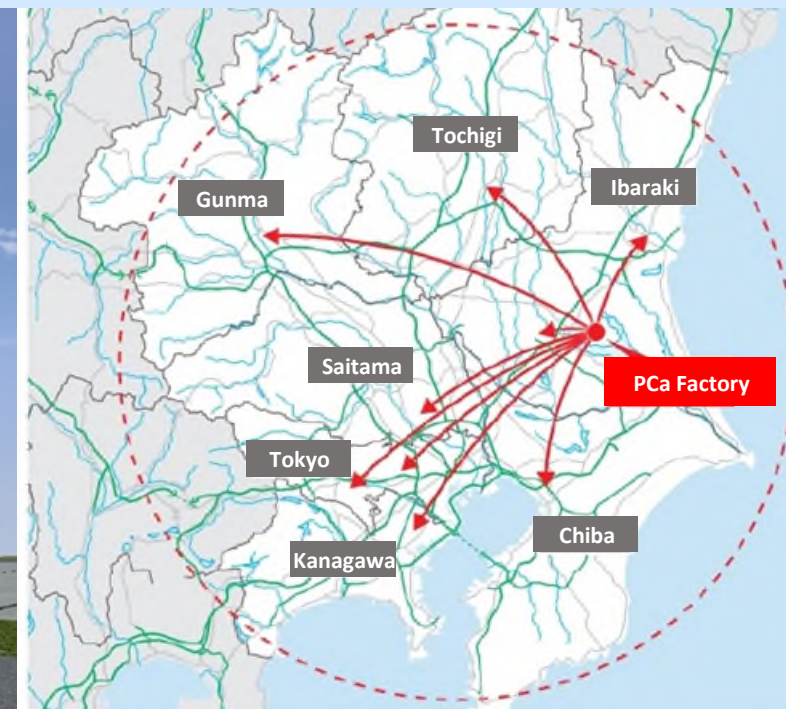 Tochigi
Ibaraki
Gunma
Saitama
PCa Factory
Tokyo
Chiba
Kanagawa